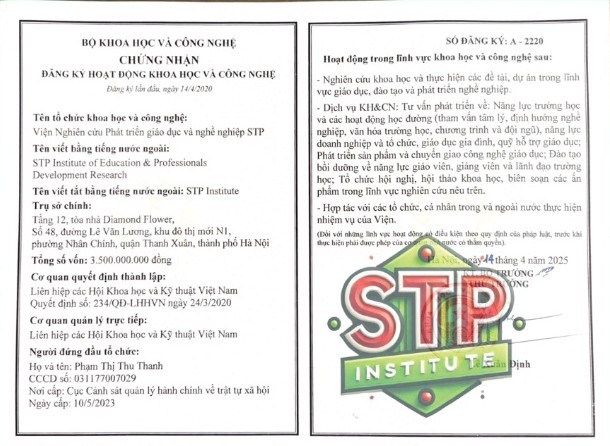 BỘ KHOA HỌC VÀ CÔNG NGHỆ
CHỨNG NHẬN
ĐĂNG KÝ HOẠT ĐỘNG KHOA HỌC VÀ CÔNG NGHỆ
Đăng ký lần đầu, ngày 14/4/2020
Tên tổ chức khoa học và công nghệ:
Viện Nghiên cứu Phát triển giáo dục và nghề nghiệp STP
Tên viết bằng tiếng nước ngoài:
STP Institute of Education & Professionals
Development Research
Tên viết tắt bằng tiếng nước ngoài: STP Institute
Trụ sở chính:
Tầng 12, tòa nhà Diamond Flower,
Số 48, đường Lê Văn Lương, khu đô thị mới N1,
phường Nhân Chính, quận Thanh Xuân, thành phố Hà Nội
Tổng số vốn: 3.500.000.000 đồng
Cơ quan quyết định thành lập:
Liên hiệp các Hội Khoa học và Kỹ thuật Việt Nam
Quyết định số: 234/QĐ-LHHVN ngày 24/3/2020
Cơ quan quản lý trực tiếp:
Liên hiệp các Hội Khoa học và Kỹ thuật Việt Nam
Người đứng đầu tổ chức:
Họ và tên: Phạm Thị Thu Thanh
CCCD số: 031177007029
Nơi cấp: Cục Cảnh sát quản lý hành chính về trật tự xã hội
Ngày cấp: 10/5/2023
SỐ ĐĂNG KÝ: A - 2220
Hoạt động trong lĩnh vực khoa học và công nghệ sau:
- Nghiên cứu khoa học và thực hiện các đề tài, dự án trong lĩnh
vực giáo dục, đào tạo và phát triển nghề nghiệp.
- Dịch vụ KH&CN: Tư vấn phát triển về: Năng lực trường học
và các hoạt động học đường (tham vấn tâm lý, định hướng nghề
nghiệp, văn hóa trường học, chương trình và đội ngũ), năng lực
doanh nghiệp và tổ chức, giáo dục gia đình, quỹ hỗ trợ giáo dục;
Phát triển sản phẩm và chuyển giao công nghệ giáo dục; Đào tạo
bồi dưỡng về năng lực giáo viên, giảng viên và lãnh đạo trường
học; Tổ chức hội nghị, hội thảo khoa học, biên soạn các ấn
phẩm trong lĩnh vực nghiên cứu nêu trên.
- Hợp tác với các tổ chức, cá nhân trong và ngoài nước thực hiện
nhiệm vụ của Viện.
(Đối với những lĩnh vực hoạt động có điều kiện theo quy định của pháp luật, trước khi
thực hiện phải được phép của cơ nước có thẩm quyền).
Hà Nội, ngày 14 tháng 4 năm 2025
KT. BỘ TRƯỞNG
THỨ TRƯỞNG
STP
INSTITUTE
Định